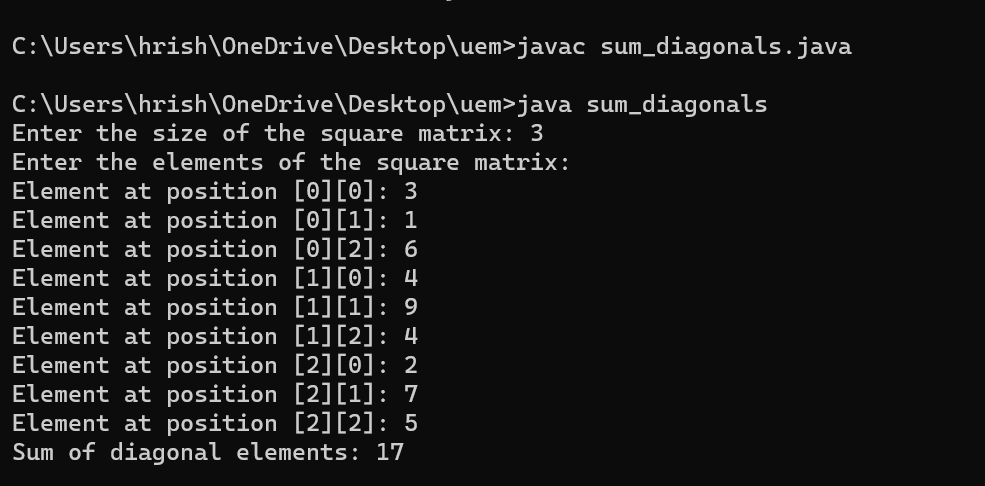 C:\Users\hrish\OneDrive\Desktop\uem>javac sum_diagonals.java
C:\Users\hrish\OneDrive\Desktop\uem>java sum_diagonals
Enter the size of the square matrix: 3
Enter the elements of the square matrix:
Element at position [0][0]: 3
Element at position [0][1]: 1
Element at position [0][2]: 6
Element at position [1][0]: 4
Element at position [1][1]: 9
Element at position [1][2]: 4
Element at position [2][0]: 2
Element at position [2][1]: 7
Element at position [2][2]: 5
Sum of diagonal elements: 17